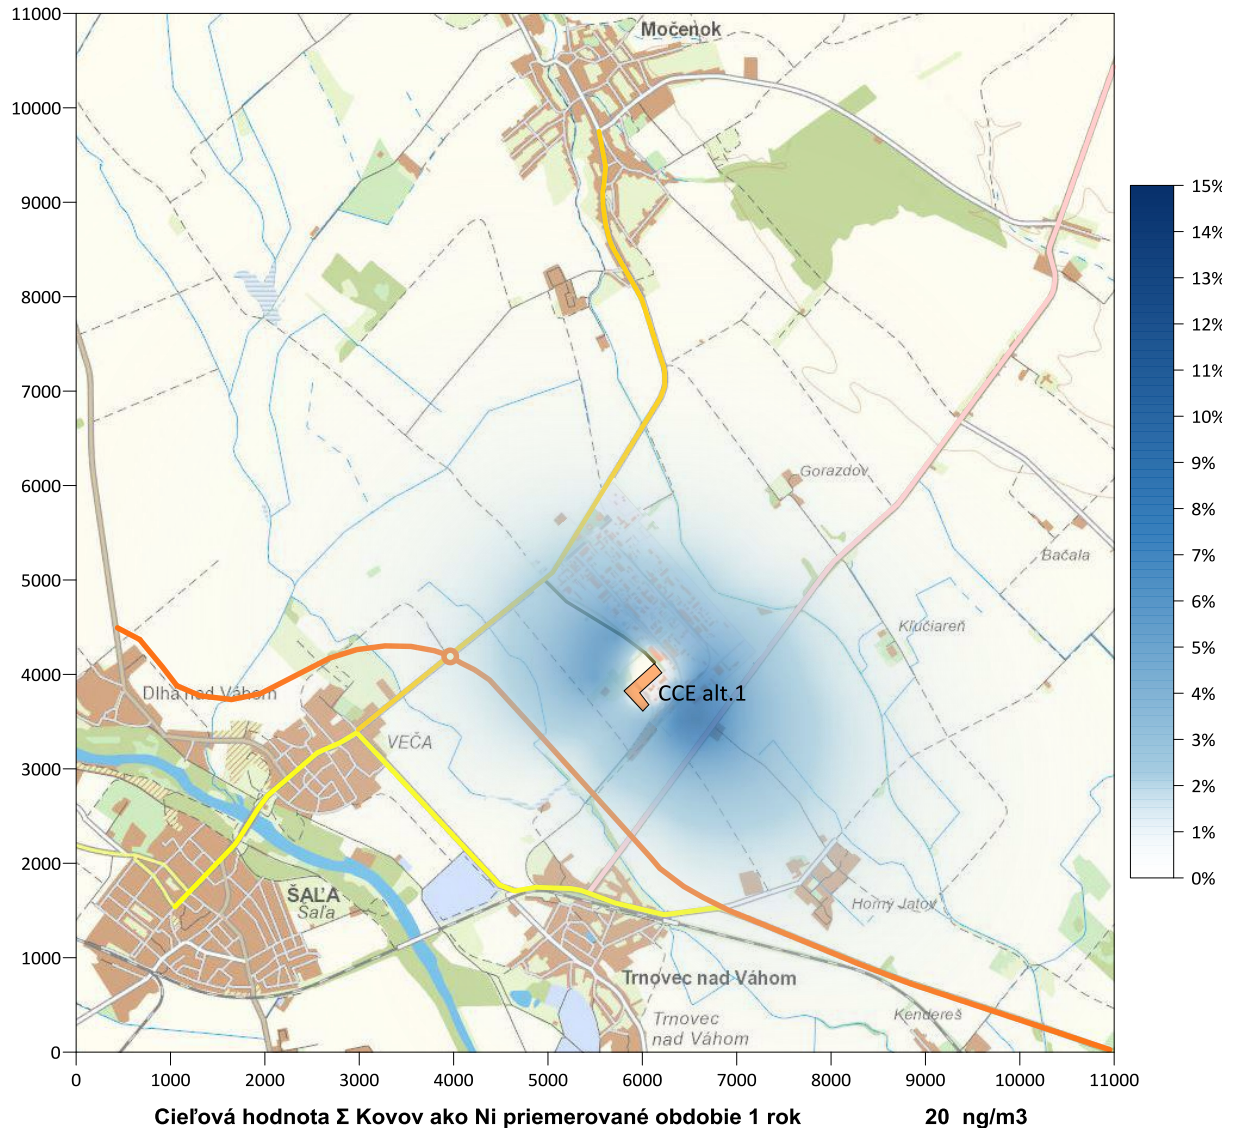 11000
10000
9000
8000
7000
6000
5000
4000
3000
2000
1000
0
Močenok
Gorazdov
Bačala
Kľúčiareň
Dlhá nad Váhom
CCE alt.1
VEČA
ŠAĽA
Šaľa
Horný Jatov
Trnovec nad Váhom
Trnovec
nad Váhom
Kendereš
15%
14%
13%
12%
11%
10%
9%
8%
7%
6%
5%
4%
3%
2%
1%
0%
0 1000 2000 3000 4000 5000 6000 7000 8000 9000 10000 11000
Cieľová hodnota Σ Kovov ako Ni priemerované obdobie 1 rok 20 ng/m3